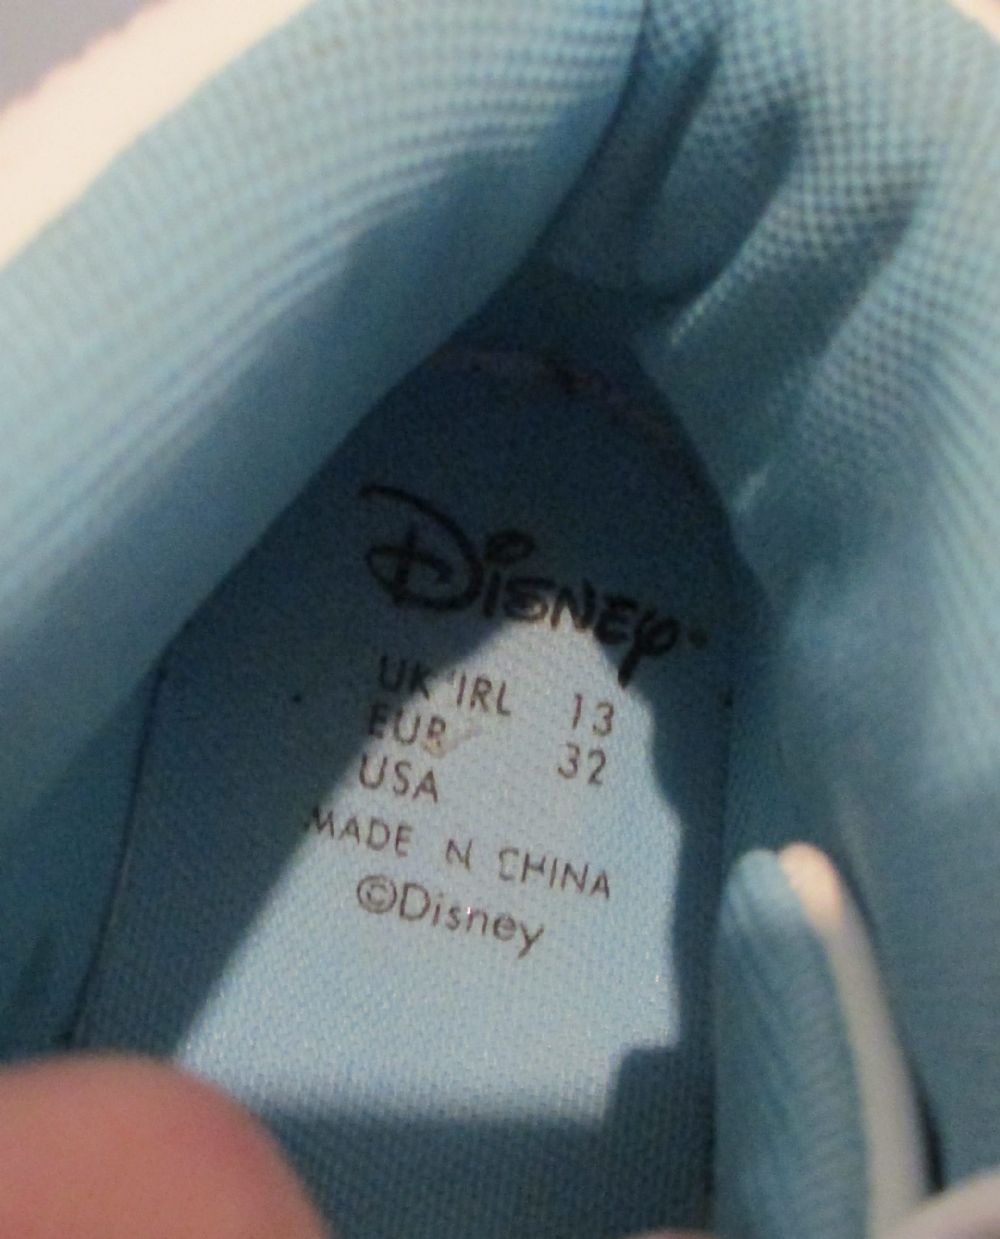 Disney
UK IRL 13
EUR 32
USA
MADE N CHINA
©Disney